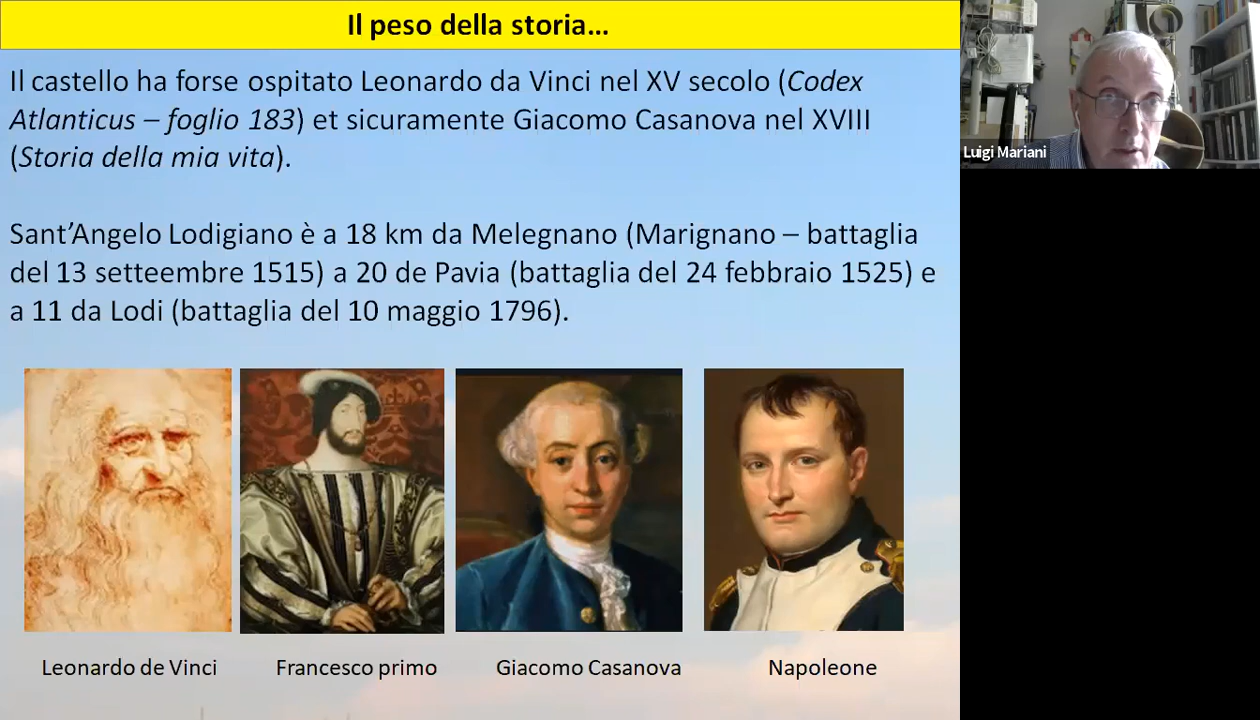 Il peso della storia…
Il castello ha forse ospitato Leonardo da Vinci nel XV secolo (Codex
Atlanticus – foglio 183) et sicuramente Giacomo Casanova nel XVIII
(Storia della mia vita).
Sant’Angelo Lodigiano è a 18 km da Melegnano (Marignano – battaglia
del 13 setteembre 1515) a 20 de Pavia (battaglia del 24 febbraio 1525) e
a 11 da Lodi (battaglia del 10 maggio 1796).
Leonardo de Vinci
Francesco primo
Giacomo Casanova
Napoleone
Luigi Mariani